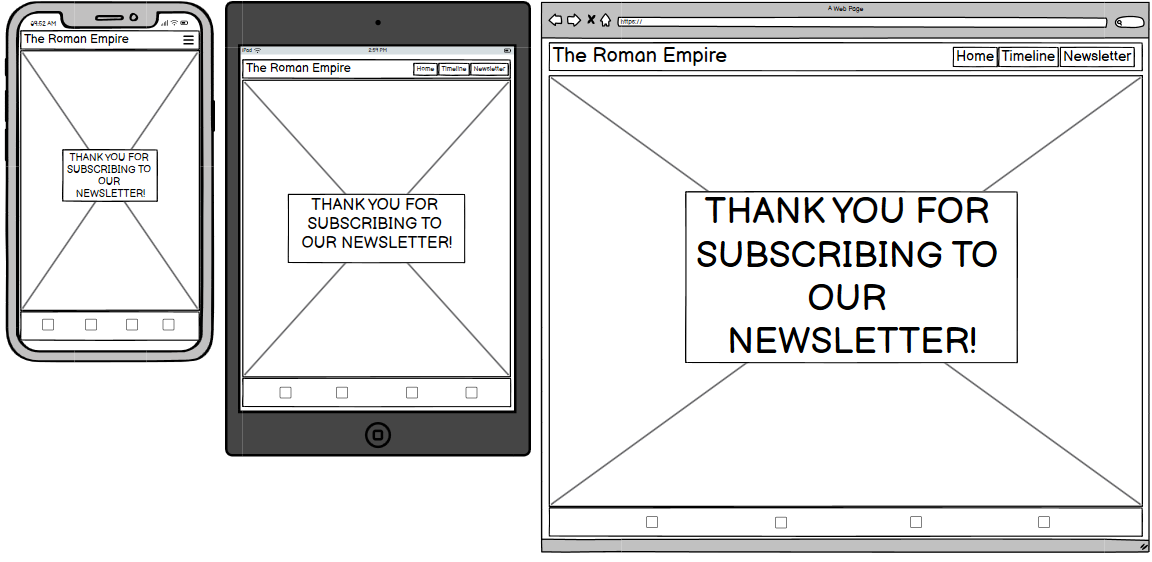 09:52 AM
The Roman Empire
THANK YOU FOR
SUBSCRIBING TO
OUR
NEWSLETTER!
iPad
2:59 PM
The Roman Empire
Home Timeline Newsletter
THANK YOU FOR
SUBSCRIBING TO
OUR NEWSLETTER!
A Web Page
https://
The Roman Empire
Home Timeline Newsletter
THANK YOU FOR
SUBSCRIBING TO
OUR
NEWSLETTER!